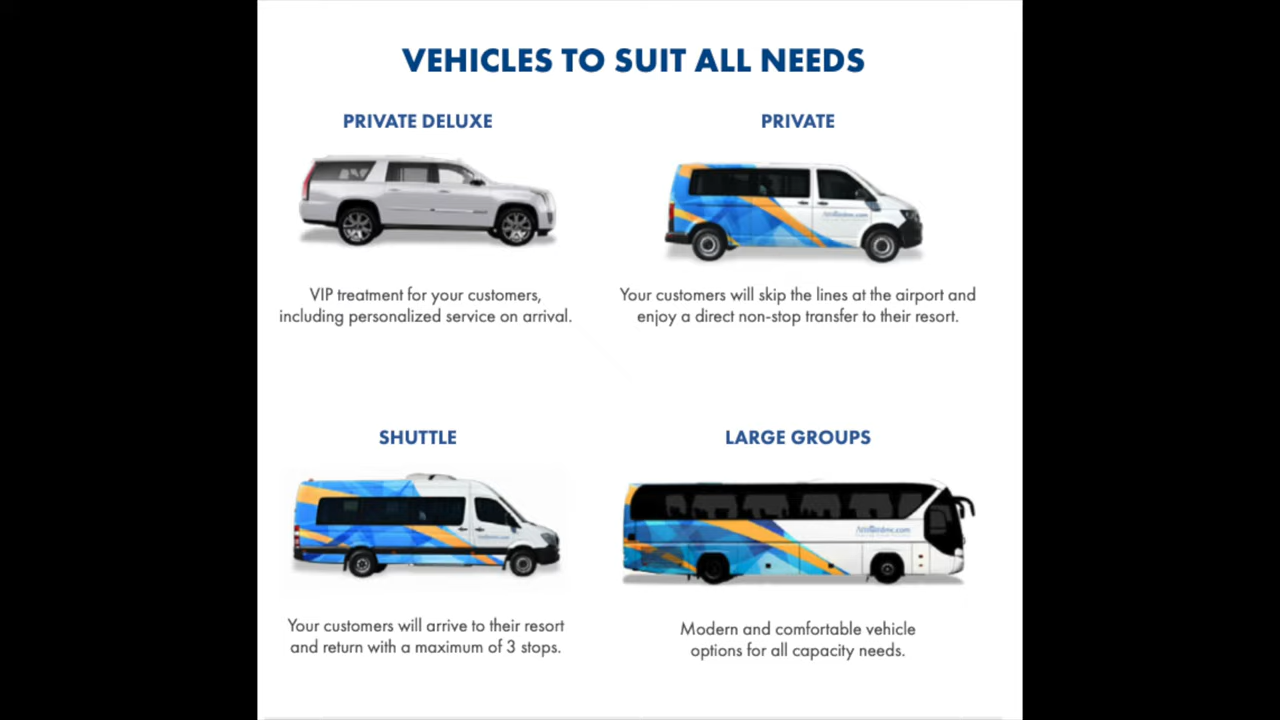 VEHICLES TO SUIT ALL NEEDS
PRIVATE DELUXE
VIP treatment for your customers,
including personalized service on arrival.
PRIVATE
Your customers will skip the lines at the airport and
enjoy a direct non-stop transfer to their resort.
SHUTTLE
Your customers will arrive to their resort
and return with a maximum of 3 stops.
LARGE GROUPS
Modern and comfortable vehicle
options for all capacity needs.